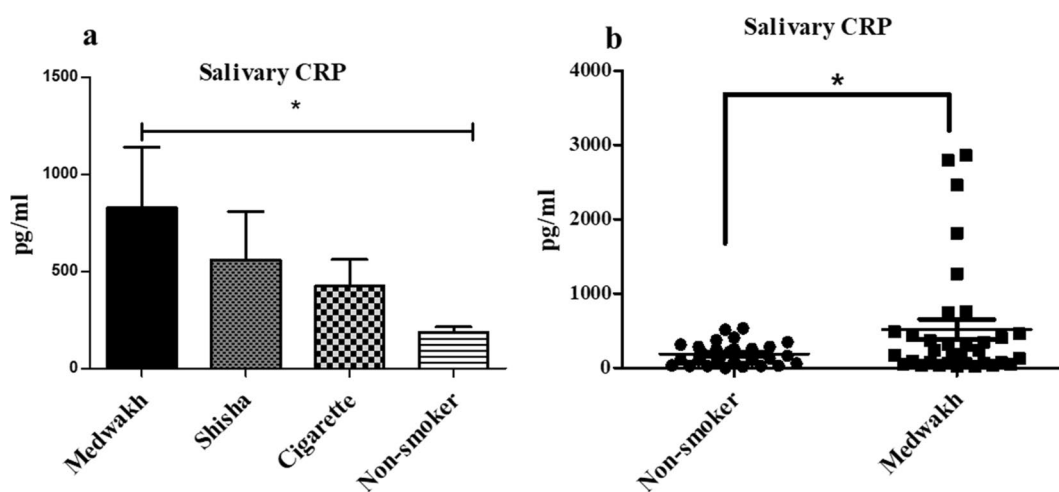 a
Salivary CRP
*
pg/ml
1500
1000
500
0
Medwakh
Shisha
Cigarette
Non-smoker
b
Salivary CRP
*
pg/ml
4000
3000
2000
1000
0
Non-smoker
Medwakh